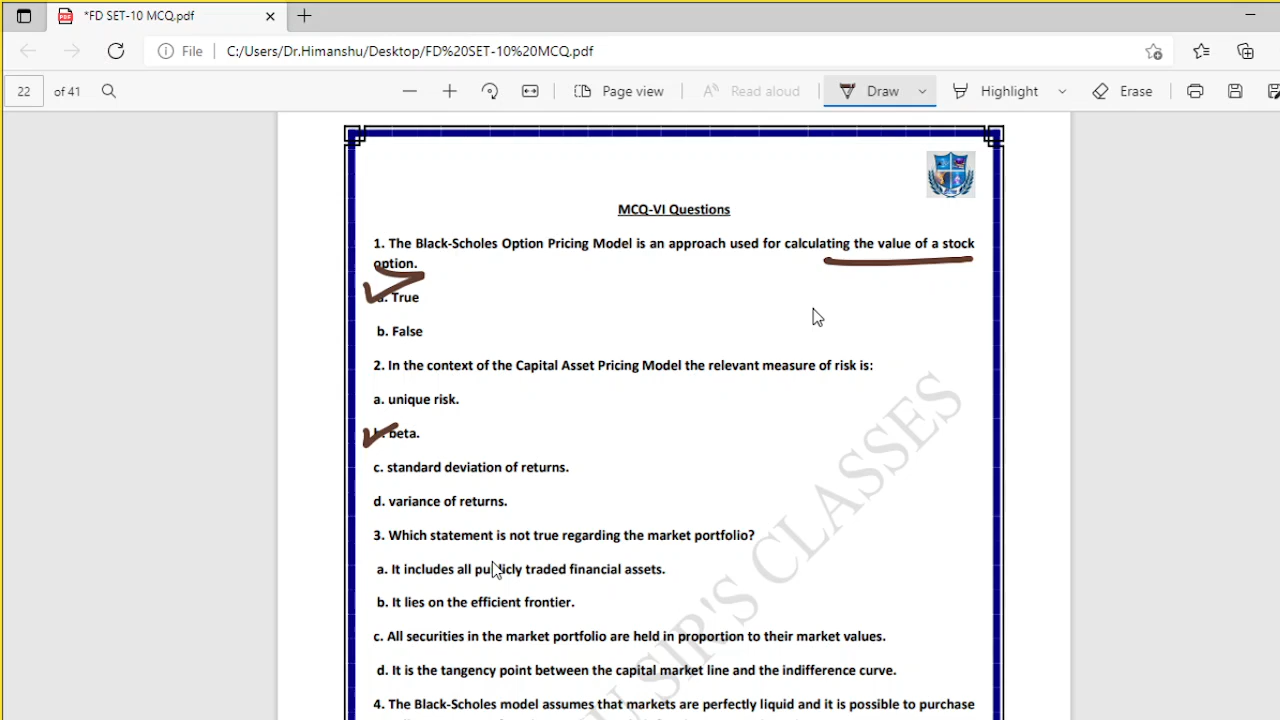 *FD SET-10 MCQ.pdf
File
C:/Users/Dr.Himanshu/Desktop/FD%20SET-10%20MCQ.pdf
22 of 41
Page view
Read aloud
Draw
Highlight
Erase
MCQ-VI Questions
1. The Black-Scholes Option Pricing Model is an approach used for calculating the value of a stock
option.
a. True
b. False
2. In the context of the Capital Asset Pricing Model the relevant measure of risk is:
a. unique risk.
b. beta.
c. standard deviation of returns.
d. variance of returns.
3. Which statement is not true regarding the market portfolio?
a. It includes all publicly traded financial assets.
b. It lies on the efficient frontier.
c. All securities in the market portfolio are held in proportion to their market values.
d. It is the tangency point between the capital market line and the indifference curve.
4. The Black-Scholes model assumes that markets are perfectly liquid and it is possible to purchase
SIR'S CLASSES